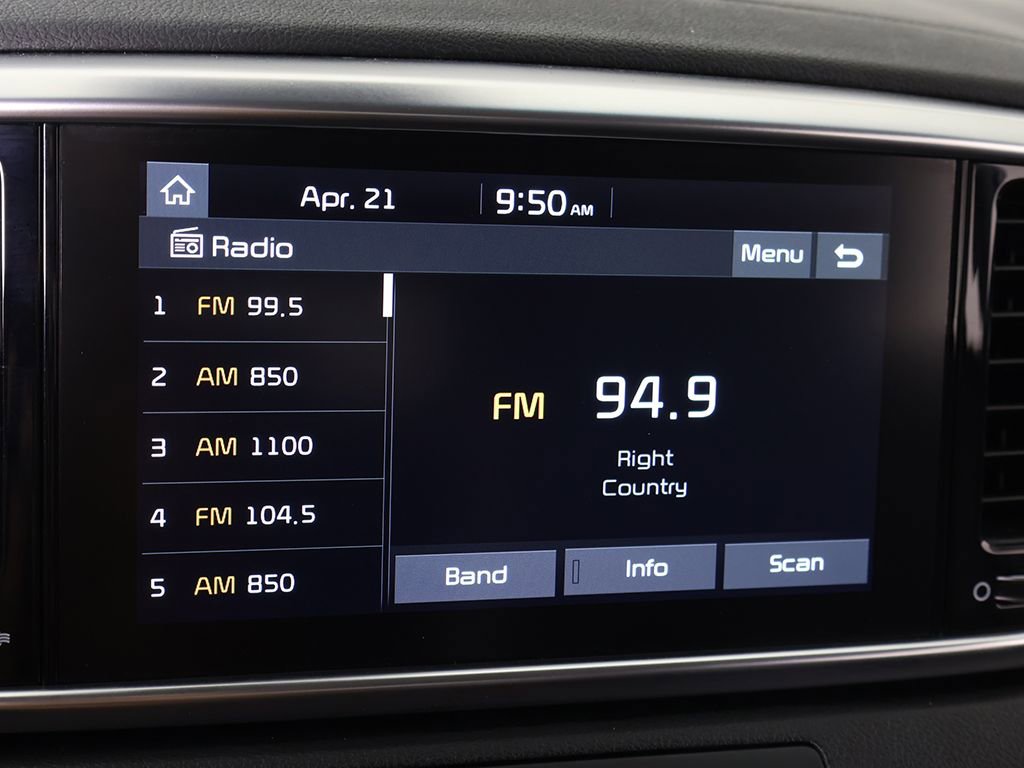 Apr. 21 9:50 AM
Radio Menu
1 FM 99.5
2 AM 850
3 AM 1100
4 FM 104.5
5 AM 850
FM 94.9
Right
Country
Band Info Scan